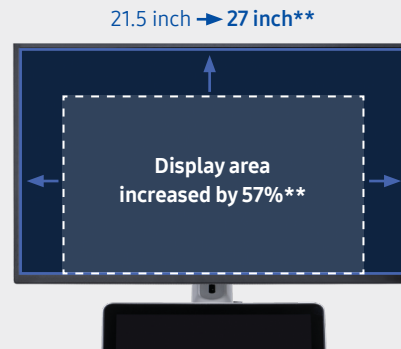 21.5 inch → 27 inch**
Display area
increased by 57%**